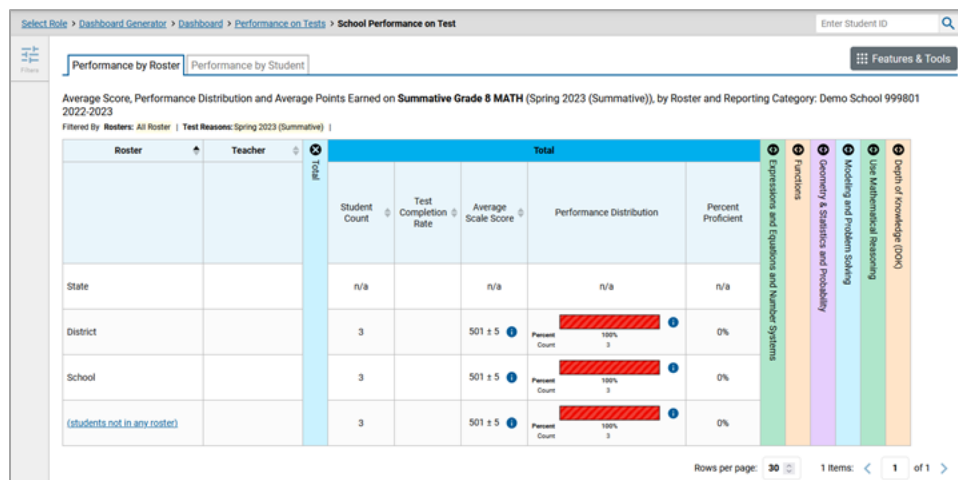 Select Role > Dashboard Generator > Dashboard > Performance on Tests > School Performance on Test
Enter Student ID
Filters
Performance by Roster
Performance by Student
Features & Tools
Average Score, Performance Distribution and Average Points Earned on Summative Grade 8 MATH (Spring 2023 (Summative)), by Roster and Reporting Category: Demo School 999801
2022-2023
Filtered By Rosters: All Roster | Test Reasons: Spring 2023 (Summative) |
Roster
Teacher
Total
Total
Student Count
Test Completion Rate
Average Scale Score
Performance Distribution
Percent Proficient
Expressions and Equations and Number Systems
Functions
Geometry & Statistics and Probability
Modeling and Problem Solving
Use Mathematical Reasoning
Depth of Knowledge (DOK)
State n/a n/a n/a n/a
District 3 501 ± 5 Percent 100% 0%
Count 3
School 3 501 ± 5 Percent 100% 0%
Count 3
(students not in any roster) 3 501 ± 5 Percent 100% 0%
Count 3
Rows per page: 30 1 Items: 1 of 1